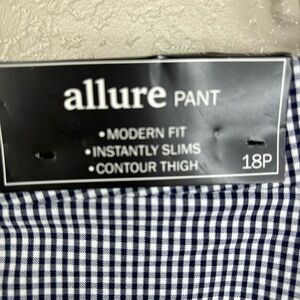 allure PANT
•MODERN FIT
•INSTANTLY SLIMS
•CONTOUR THIGH
18P